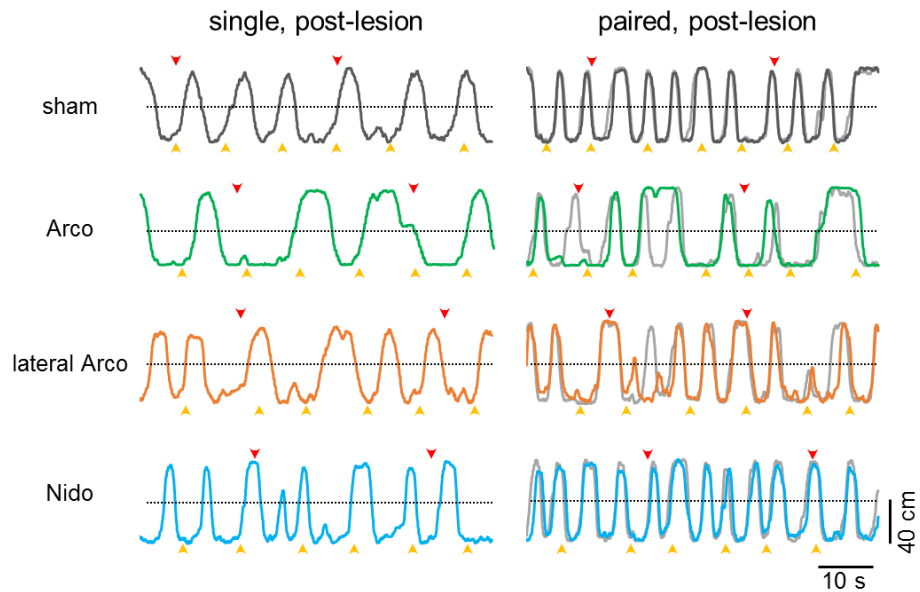 single, post-lesion
paired, post-lesion
sham
Arco
lateral Arco
Nido
40 cm
10 s